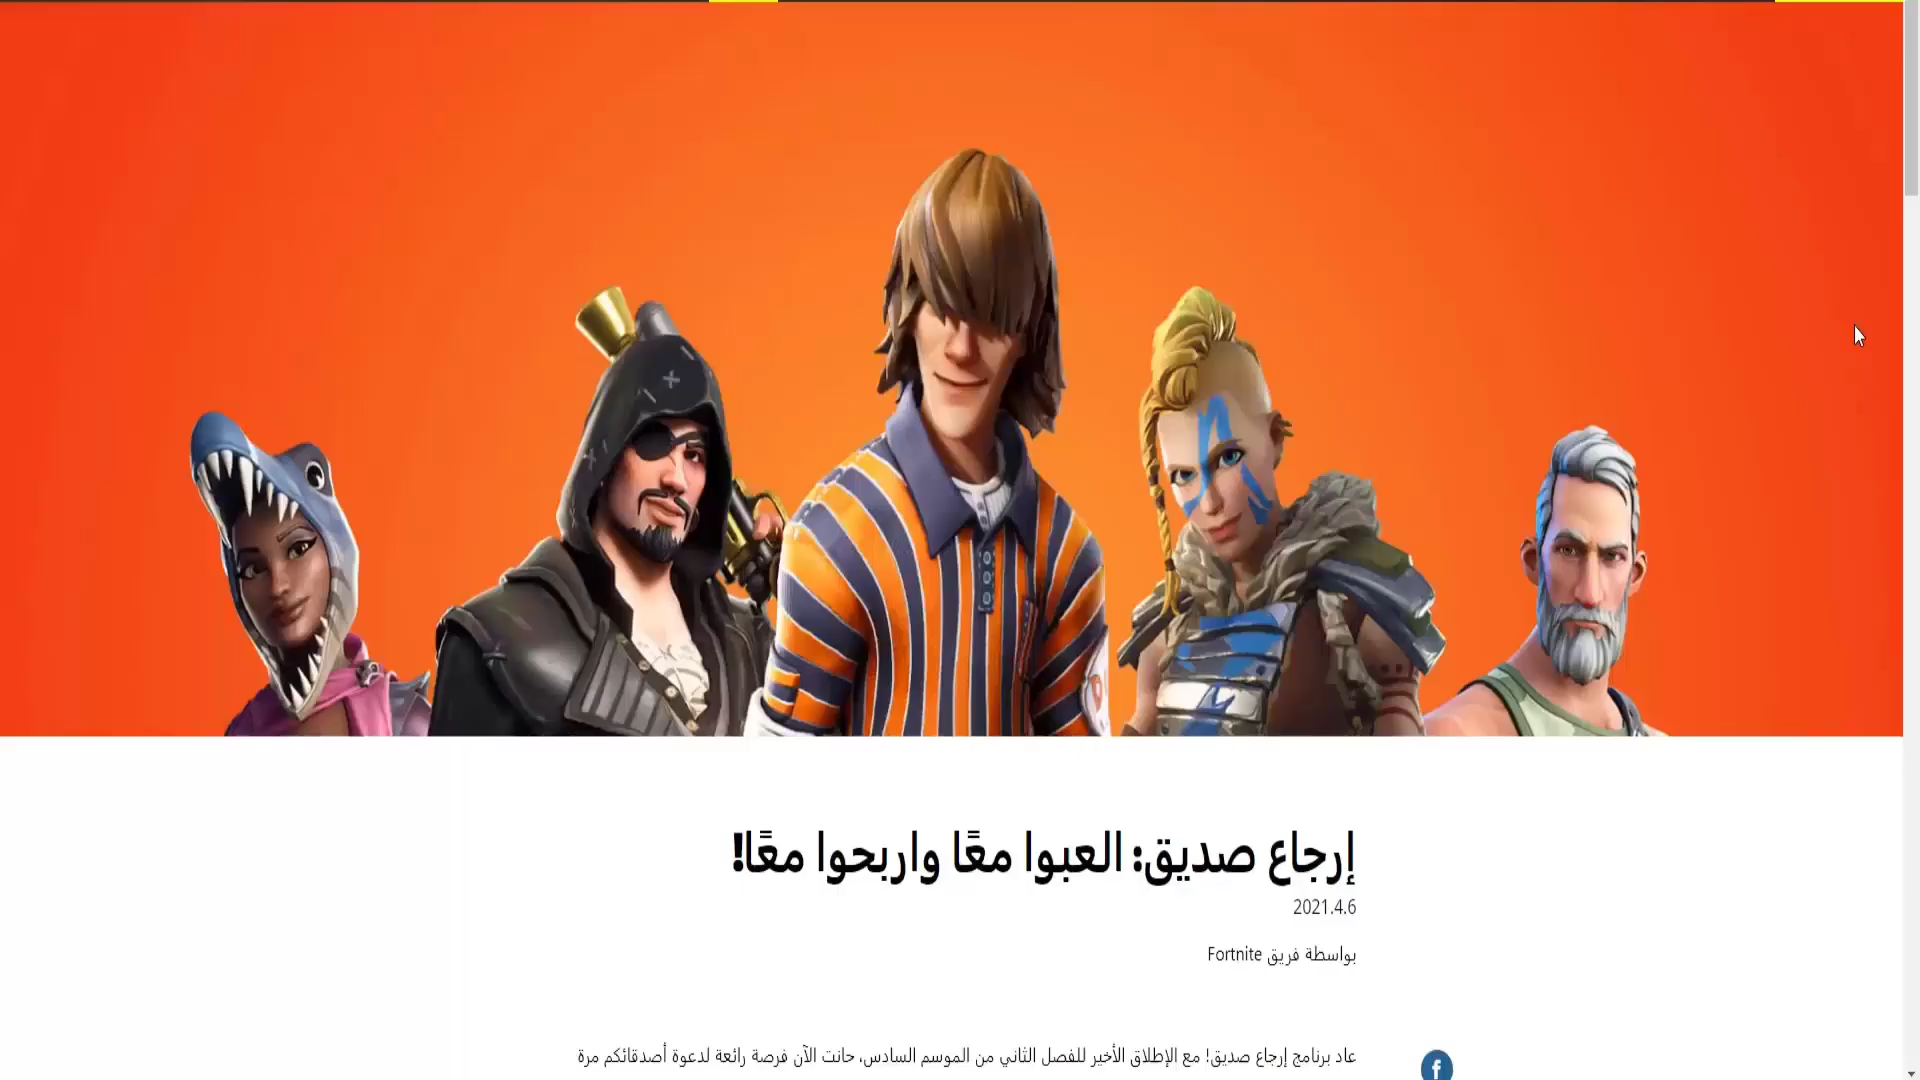 إرجاع صديق: العبوا معًا واربحوا معًا!
2021.4.6
بواسطة فريق Fortnite
عاد برنامج إرجاع صديق! مع الإطلاق الأخير للفصل الثاني من الموسم السادس، حانت الآن فرصة رائعة لدعوة أصدقائكم مرة